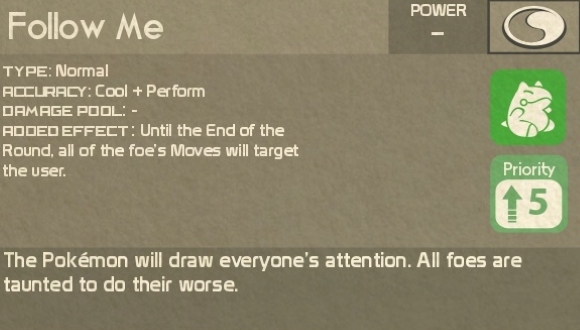 Follow Me
POWER
–
TYPE: Normal
ACCURACY: Cool + Perform
DAMAGE POOL: -
ADDED EFFECT: Until the End of the
Round, all of the foe's Moves will target
the user.
Priority
5
The Pokémon will draw everyone's attention. All foes are
taunted to do their worse.